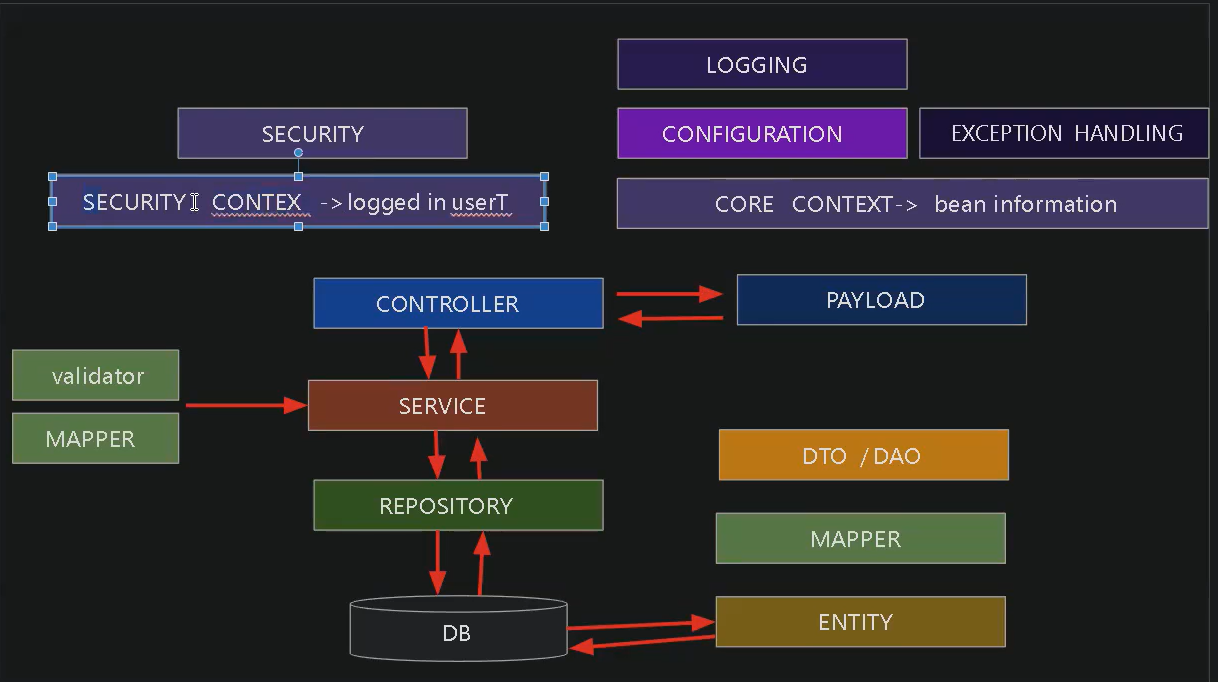 LOGGING
SECURITY
CONFIGURATION
EXCEPTION HANDLING
SECURITY CONTEX -> logged in userT
CORE CONTEXT-> bean information
CONTROLLER
PAYLOAD
validator
SERVICE
MAPPER
DTO / DAO
REPOSITORY
MAPPER
ENTITY
DB